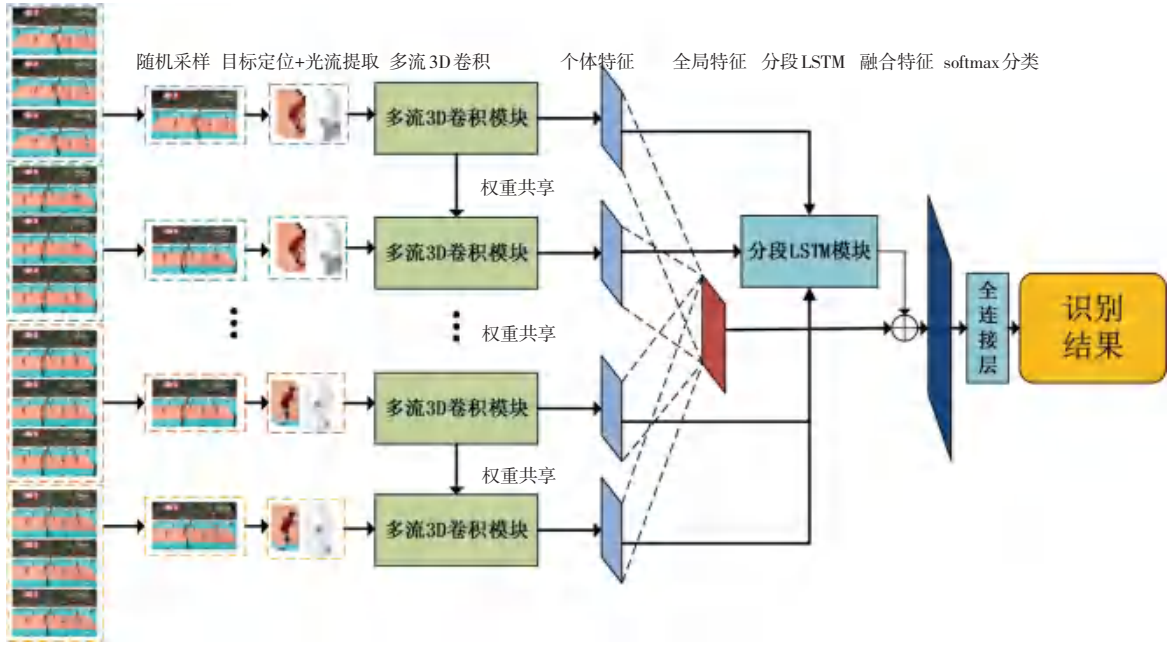 随机采样 目标定位+光流提取 多流3D卷积 个体特征 全局特征 分段LSTM 融合特征 softmax分类
多流3D卷积模块
权重共享
多流3D卷积模块
分段LSTM模块
权重共享
全连接层
识别结果
多流3D卷积模块
权重共享
多流3D卷积模块